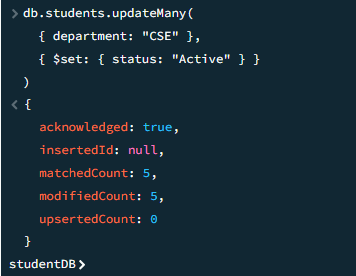 > db.students.updateMany(
{ department: "CSE" },
{ $set: { status: "Active" } }
)
< {
acknowledged: true,
insertedId: null,
matchedCount: 5,
modifiedCount: 5,
upsertedCount: 0
}
studentDB>